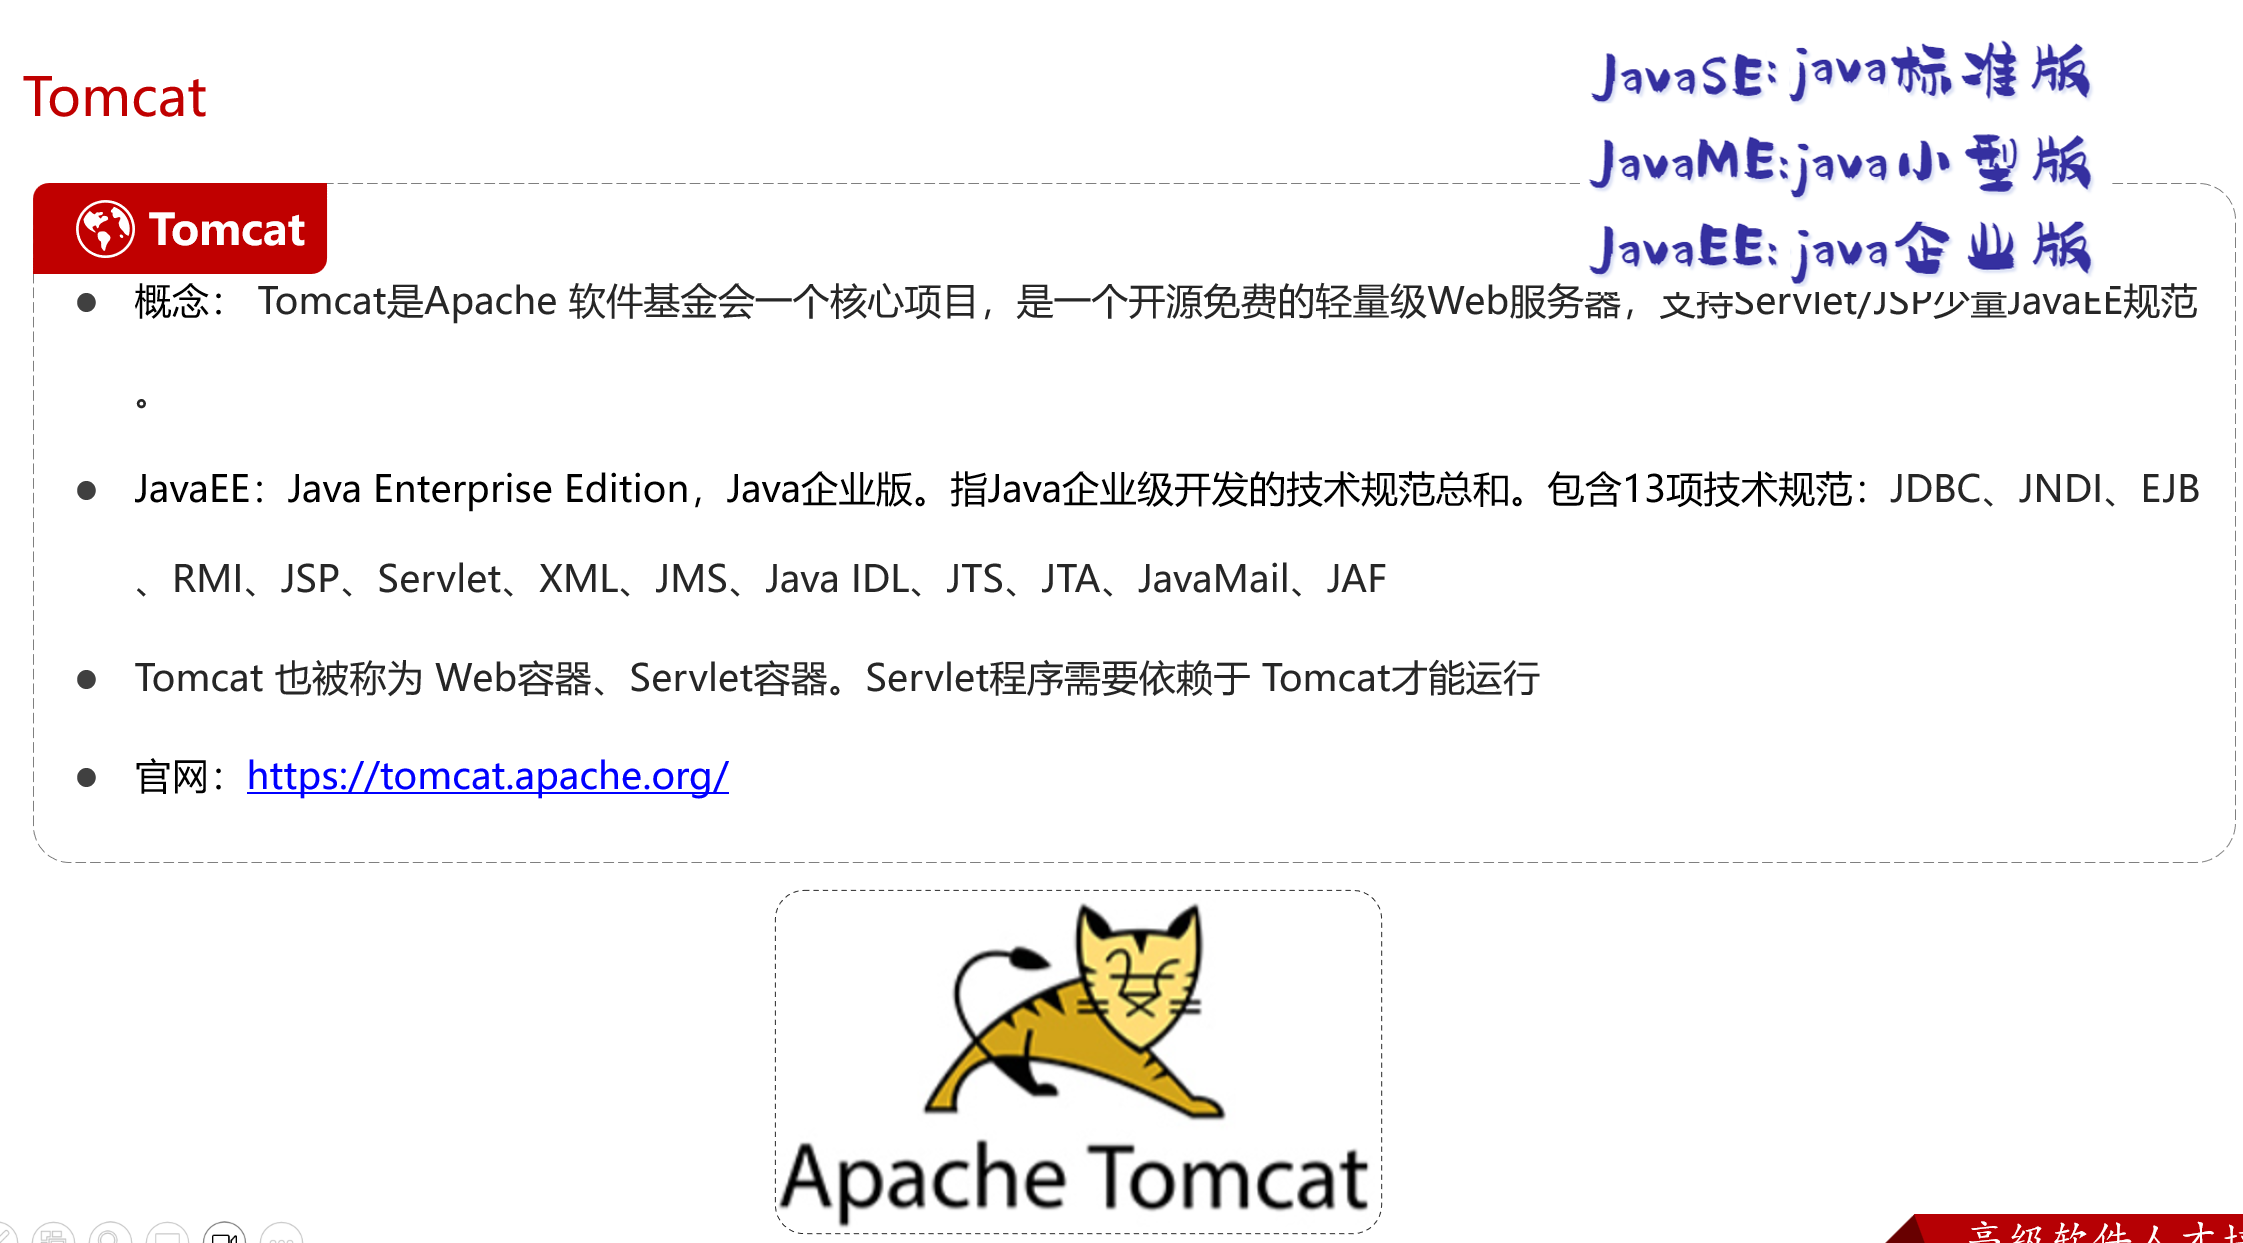 Tomcat
JavaSE:java标准版
JavaME:java小型版
JavaEE:java企业版
Tomcat
概念： Tomcat是Apache 软件基金会一个核心项目，是一个开源免费的轻量级Web服务器，支持Servlet/JSP少量JavaEE规范
。
JavaEE：Java Enterprise Edition，Java企业版。指Java企业级开发的技术规范总和。包含13项技术规范：JDBC、JNDI、EJB
、RMI、JSP、Servlet、XML、JMS、Java IDL、JTS、JTA、JavaMail、JAF
Tomcat 也被称为 Web容器、Servlet容器。Servlet程序需要依赖于 Tomcat才能运行
官网：https://tomcat.apache.org/
Apache Tomcat
高级软件人才